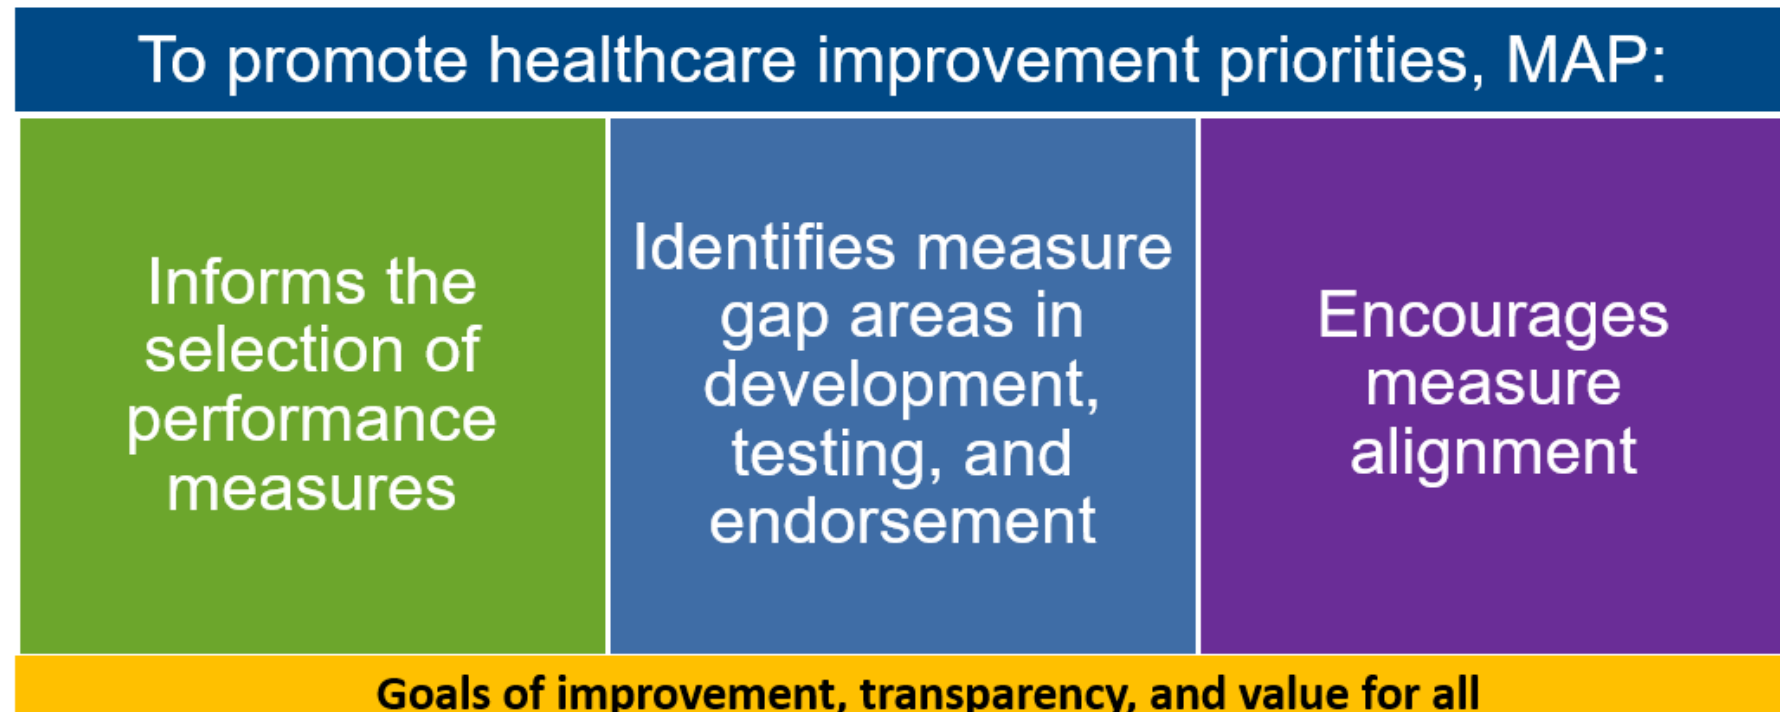 To promote healthcare improvement priorities, MAP:
Informs the
selection of
performance
measures
Identifies measure
gap areas in
development,
testing, and
endorsement
Encourages
measure
alignment
Goals of improvement, transparency, and value for all